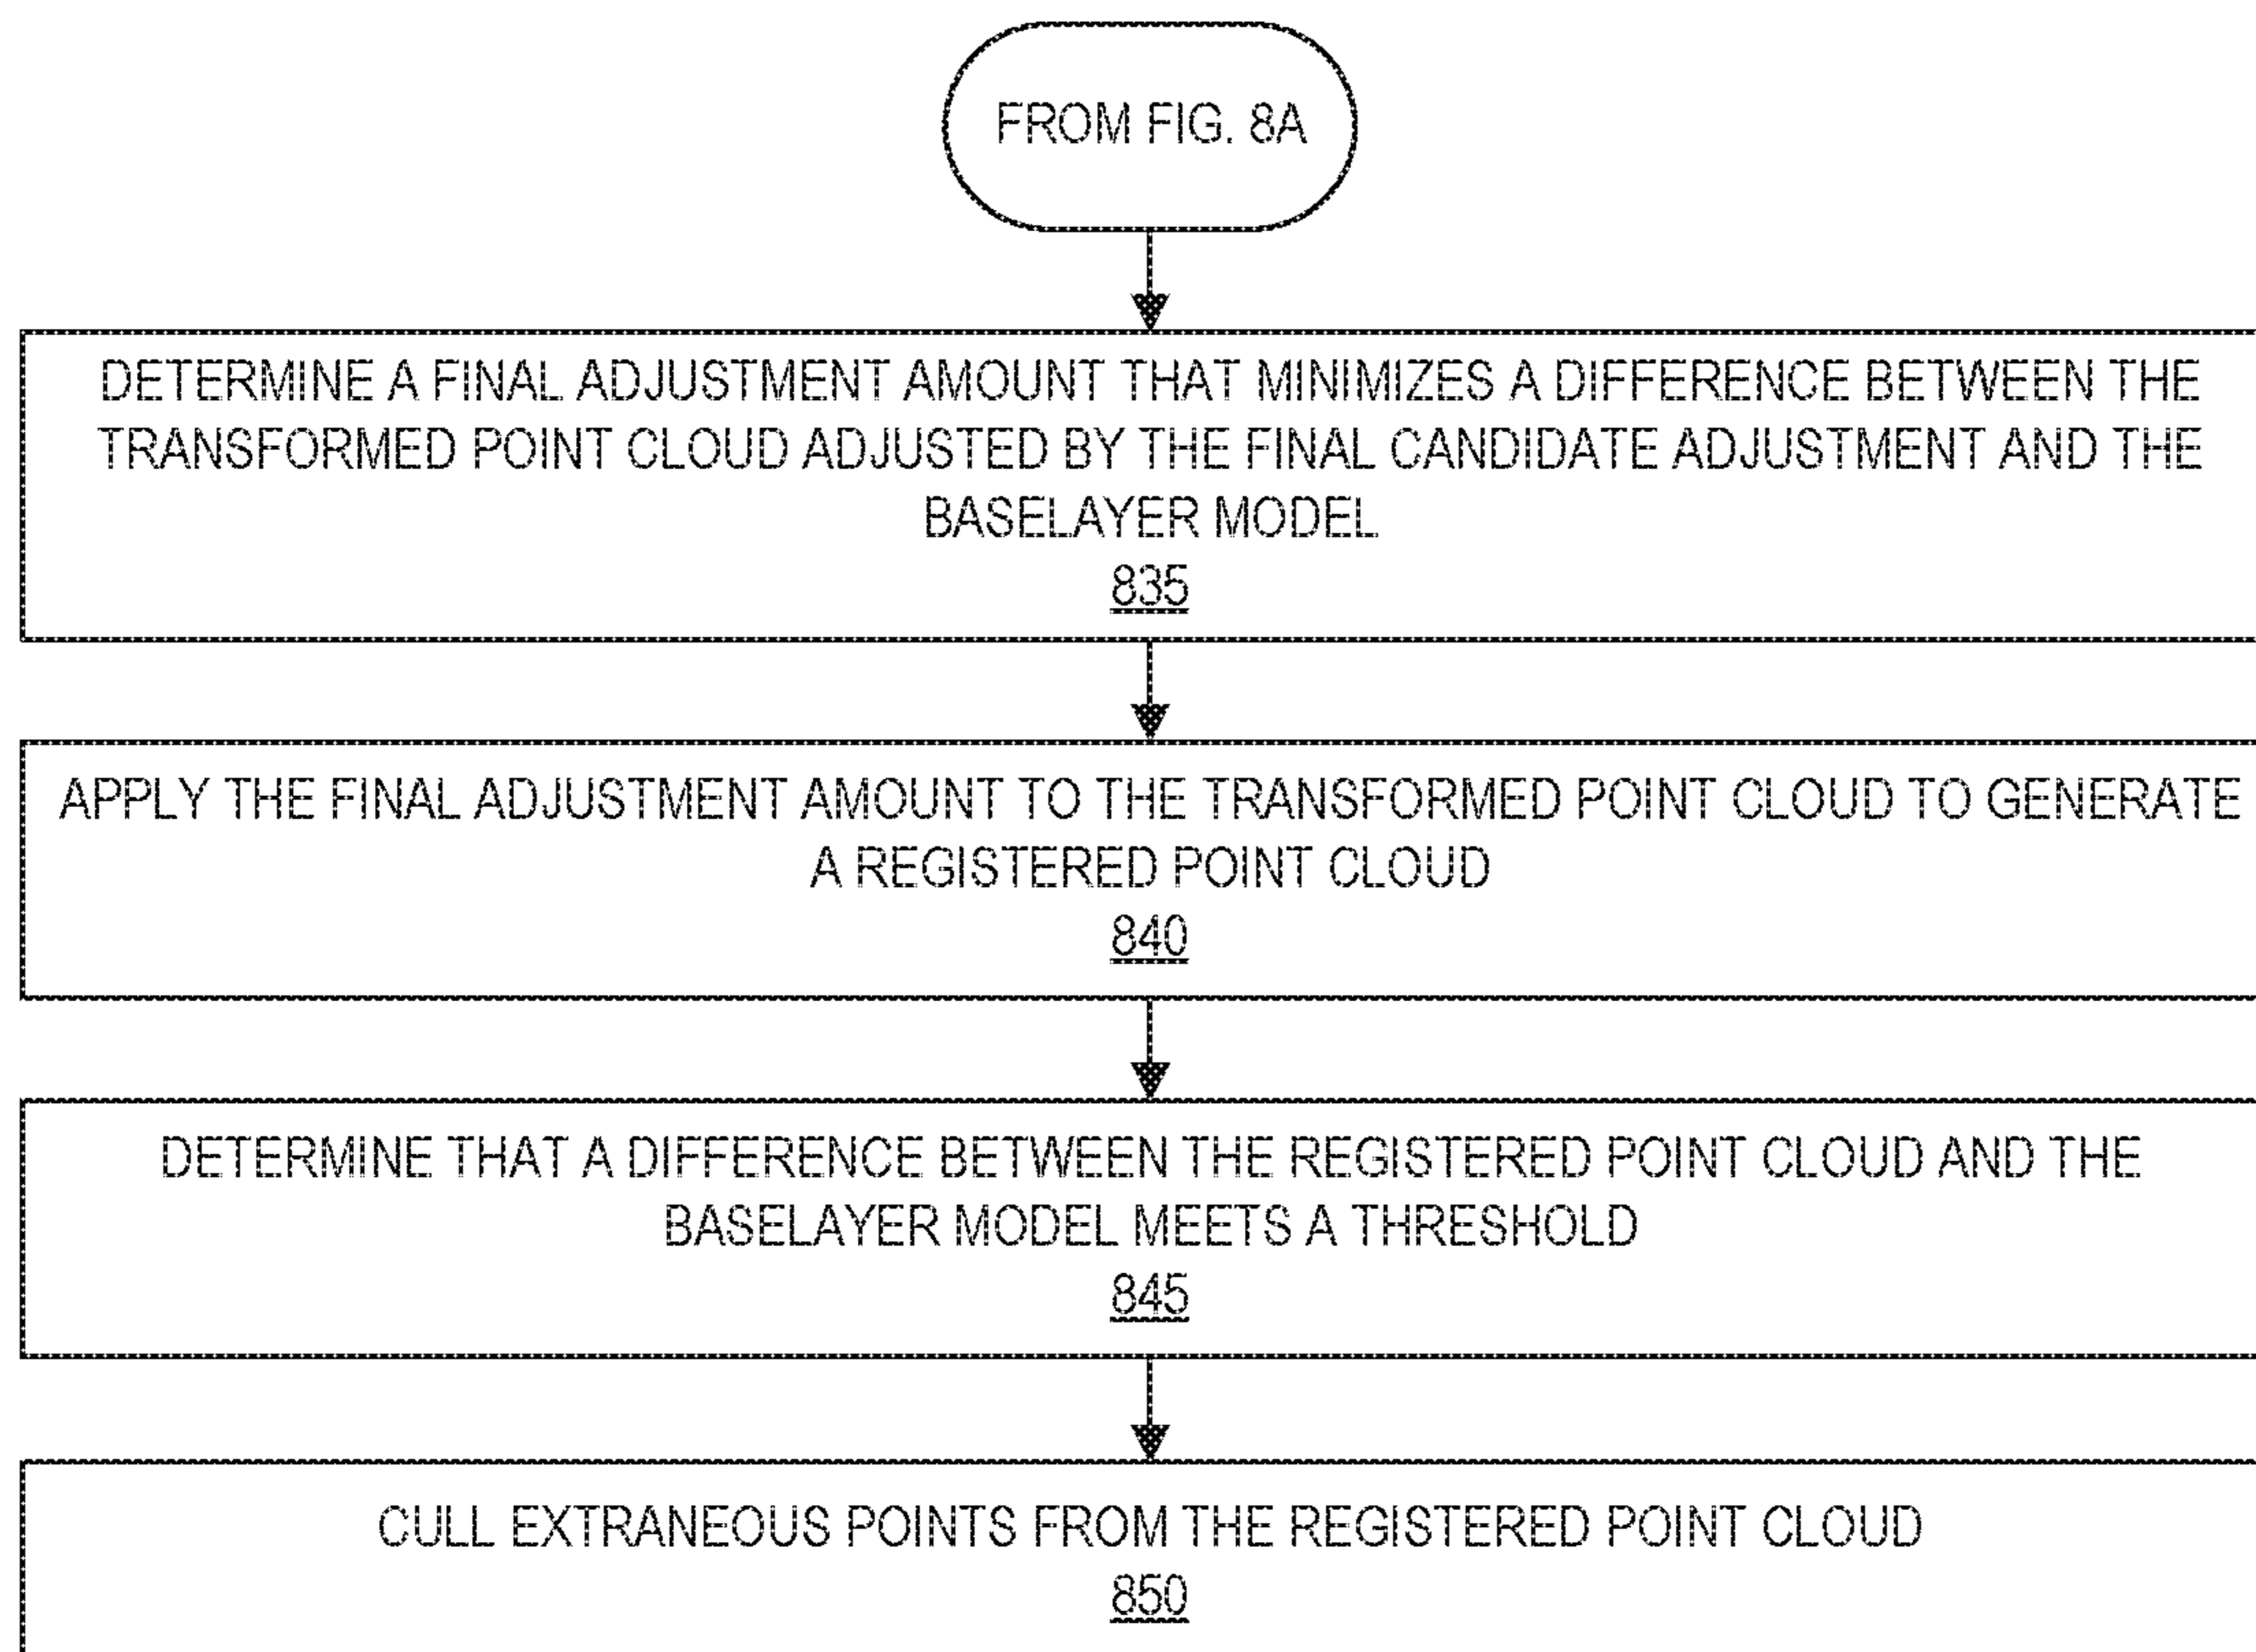 FROM FIG. 8A
DETERMINE A FINAL ADJUSTMENT AMOUNT THAT MINIMIZES A DIFFERENCE BETWEEN THE
TRANSFORMED POINT CLOUD ADJUSTED BY THE FINAL CANDIDATE ADJUSTMENT AND THE
BASELAYER MODEL
835
APPLY THE FINAL ADJUSTMENT AMOUNT TO THE TRANSFORMED POINT CLOUD TO GENERATE
A REGISTERED POINT CLOUD
840
DETERMINE THAT A DIFFERENCE BETWEEN THE REGISTERED POINT CLOUD AND THE
BASELAYER MODEL MEETS A THRESHOLD
845
CULL EXTRANEOUS POINTS FROM THE REGISTERED POINT CLOUD
850